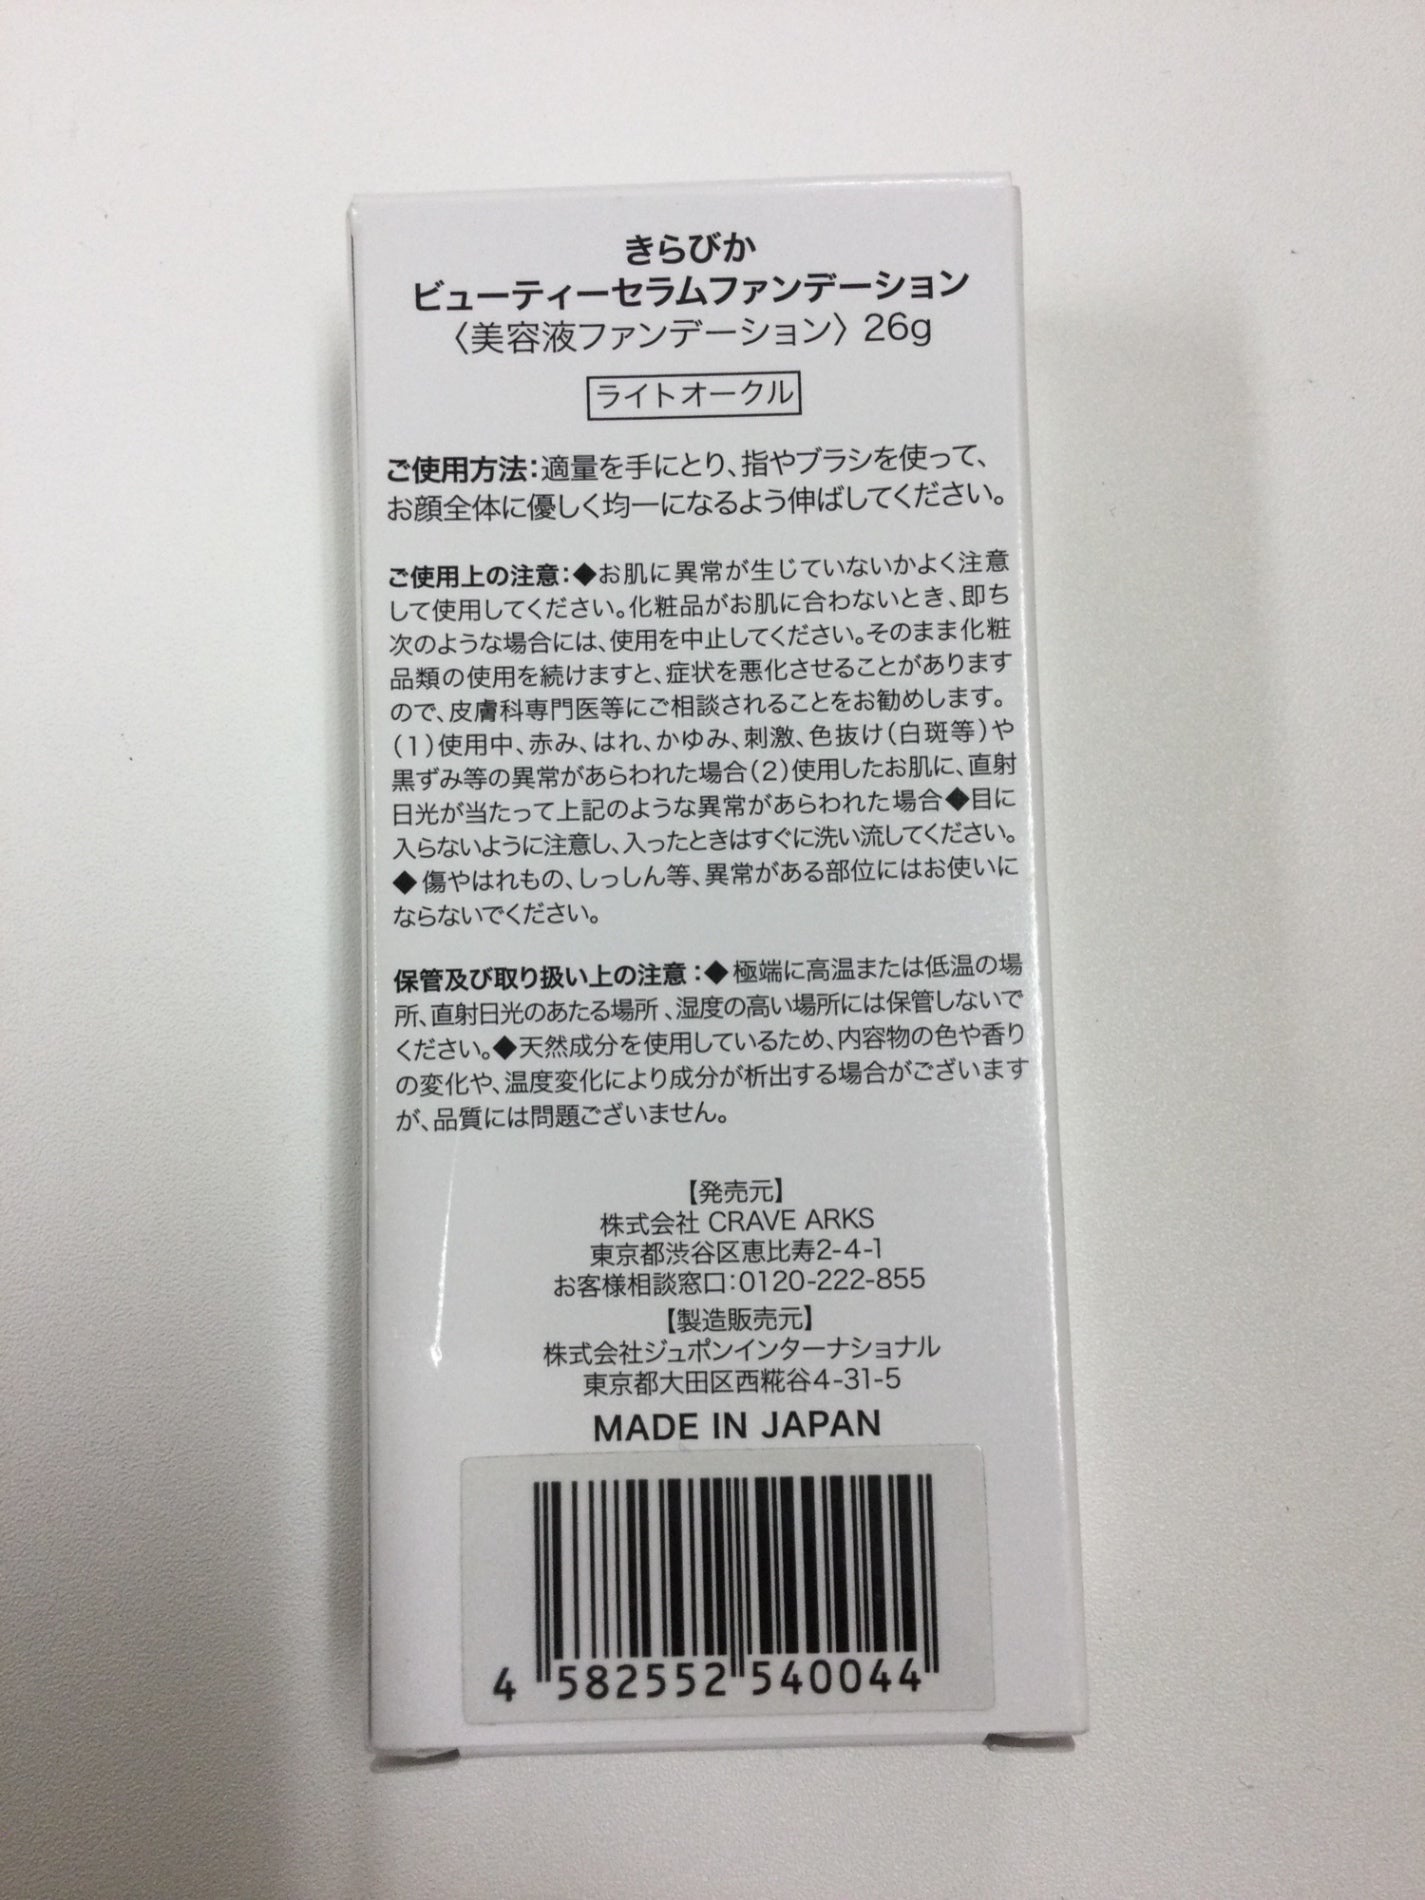 きらびか
ビューティーセラムファンデーション
〈美容液ファンデーション〉26g
ライトオークル
ご使用方法：適量を手にとり、指やブラシを使って、
お顔全体に優しく均一になるよう伸ばしてください。
ご使用上の注意：◆お肌に異常が生じていないかよく注意
して使用してください。化粧品がお肌に合わないとき、即ち
次のような場合には、使用を中止してください。そのまま化粧
品類の使用を続けますと、症状を悪化させることがあります
ので、皮膚科専門医等にご相談されることをお勧めします。
（1）使用中、赤み、はれ、かゆみ、刺激、色抜け（白斑等）や
黒ずみ等の異常があらわれた場合（2）使用したお肌に、直射
日光が当たって上記のような異常があらわれた場合◆目に
入らないように注意し、入ったときはすぐに洗い流してください。
◆傷やはれもの、しっしん等、異常がある部位にはお使いに
ならないでください。
保管及び取り扱い上の注意：◆極端に高温または低温の場
所、直射日光のあたる場所、湿度の高い場所には保管しないで
ください。◆天然成分を使用しているため、内容物の色や香り
の変化や、温度変化により成分が析出する場合がございます
が、品質には問題ございません。
【発売元】
株式会社 CRAVE ARKS
東京都渋谷区恵比寿2-4-1
お客様相談窓口：0120-222-855
【製造販売元】
株式会社ジュポンインターナショナル
東京都大田区西糀谷4-31-5
MADE IN JAPAN
4 582552 540044